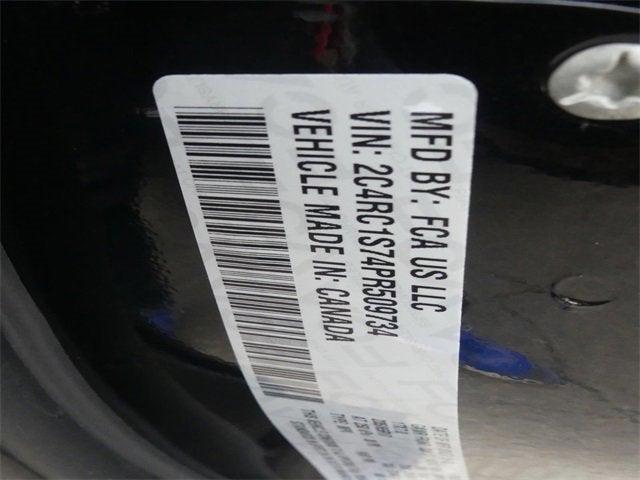 MFD BY: FCA US LLC
VIN: 2C4RC1S74PR509734
VEHICLE MADE IN: CANADA